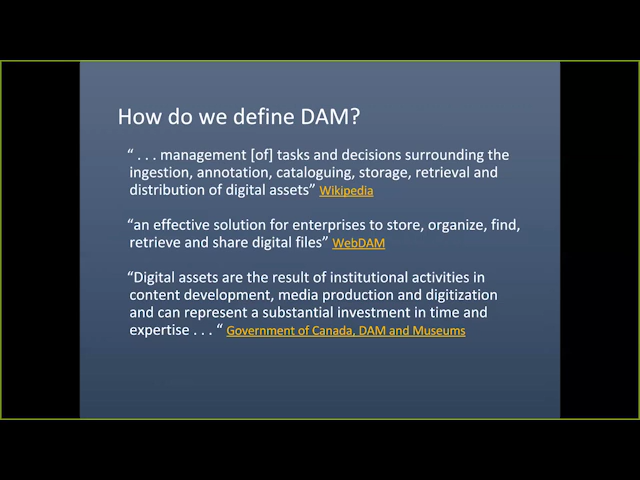 How do we define DAM?
“ . . . management [of] tasks and decisions surrounding the
ingestion, annotation, cataloguing, storage, retrieval and
distribution of digital assets” Wikipedia
“an effective solution for enterprises to store, organize, find,
retrieve and share digital files” WebDAM
“Digital assets are the result of institutional activities in
content development, media production and digitization
and can represent a substantial investment in time and
expertise . . . “ Government of Canada, DAM and Museums